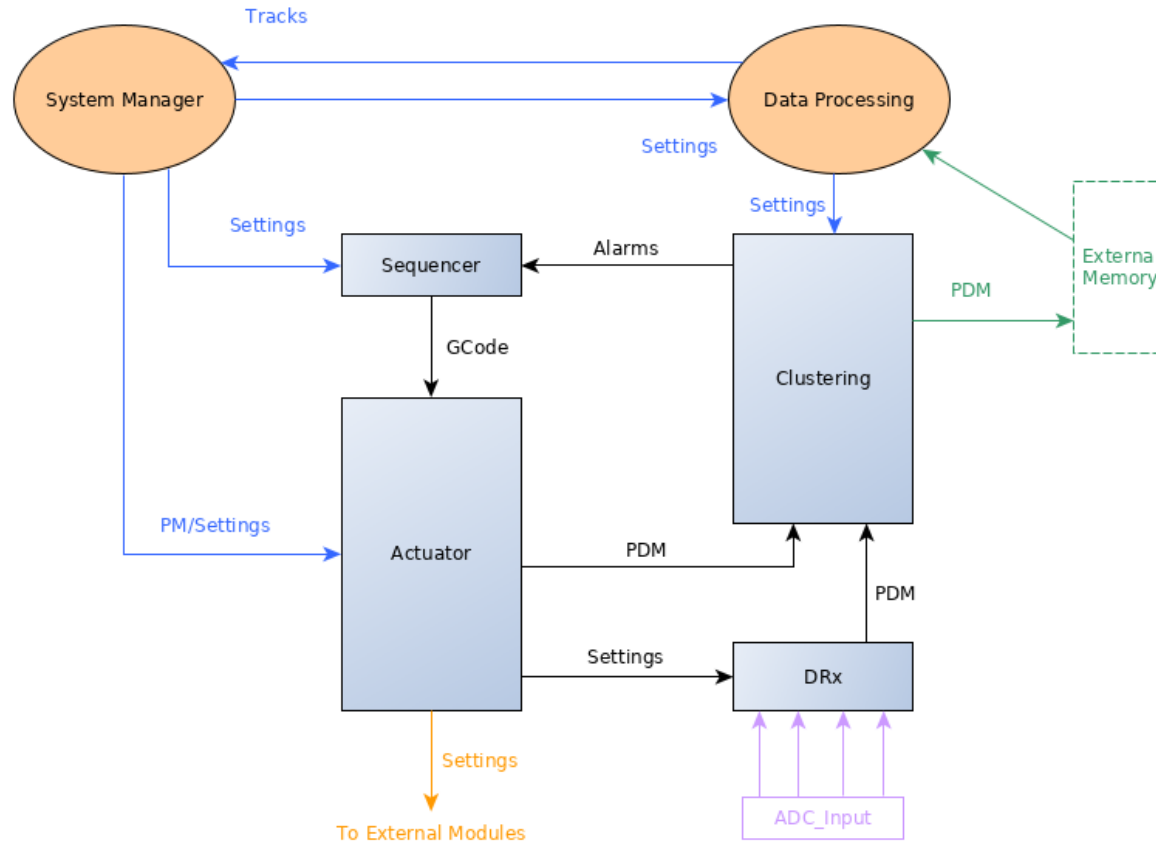 Tracks
System Manager
Data Processing
Settings
Settings
Settings
Alarms
Sequencer
Externa
Memory
PDM
GCode
Clustering
PM/Settings
Actuator
PDM
PDM
Settings
DRx
Settings
ADC_Input
To External Modules